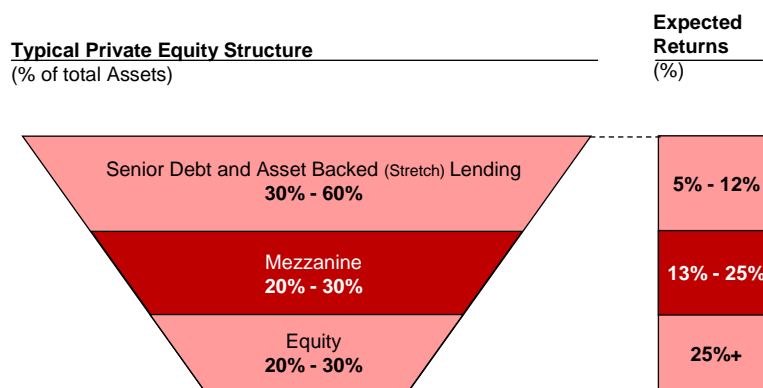 Typical Private Equity Structure
(% of total Assets)
Expected
Returns
(%)
Senior Debt and Asset Backed (Stretch) Lending
30% - 60%
5% - 12%
Mezzanine
20% - 30%
13% - 25%
Equity
20% - 30%
25%+